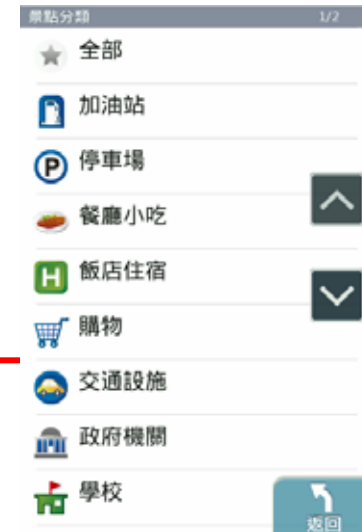 景點分類 1/2
全部
加油站
P 停車場
餐廳小吃
H 飯店住宿
購物
交通設施
政府機關
學校
返回